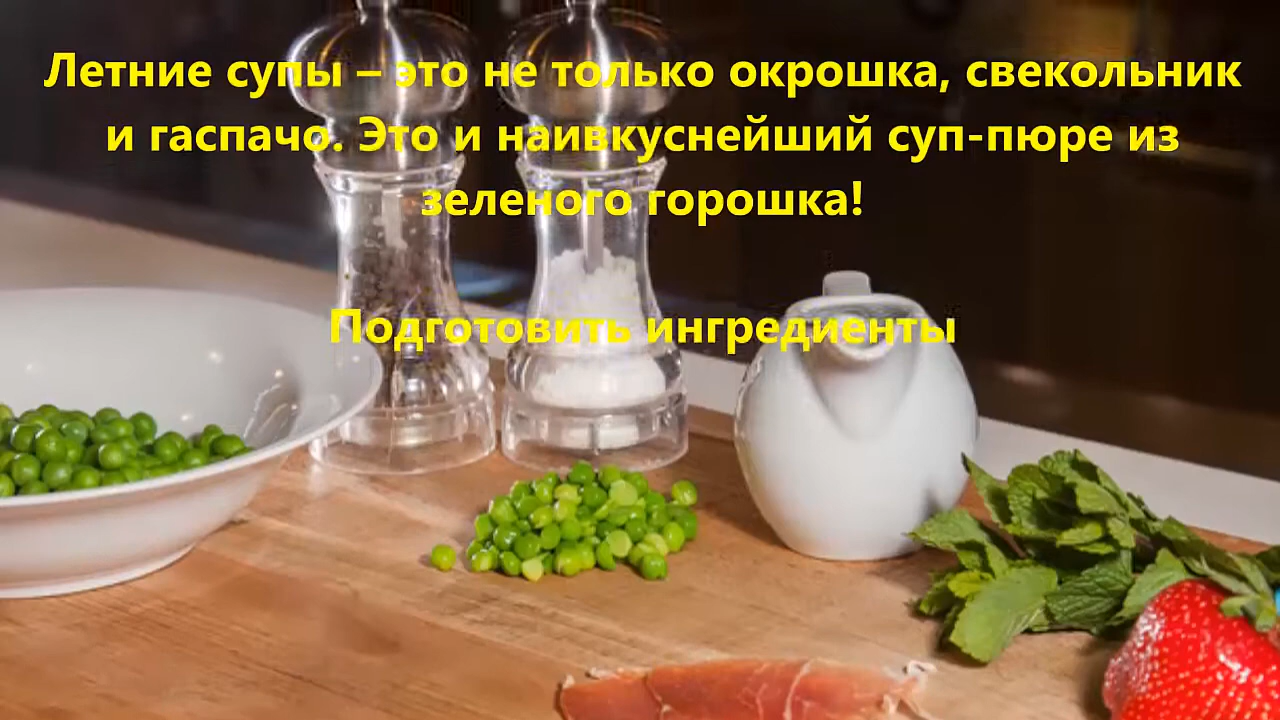 Летние супы – это не только окрошка, свекольник
и гаспачо. Это и наивкуснейший суп-пюре из
зеленого горошка!
Подготовить ингредиенты